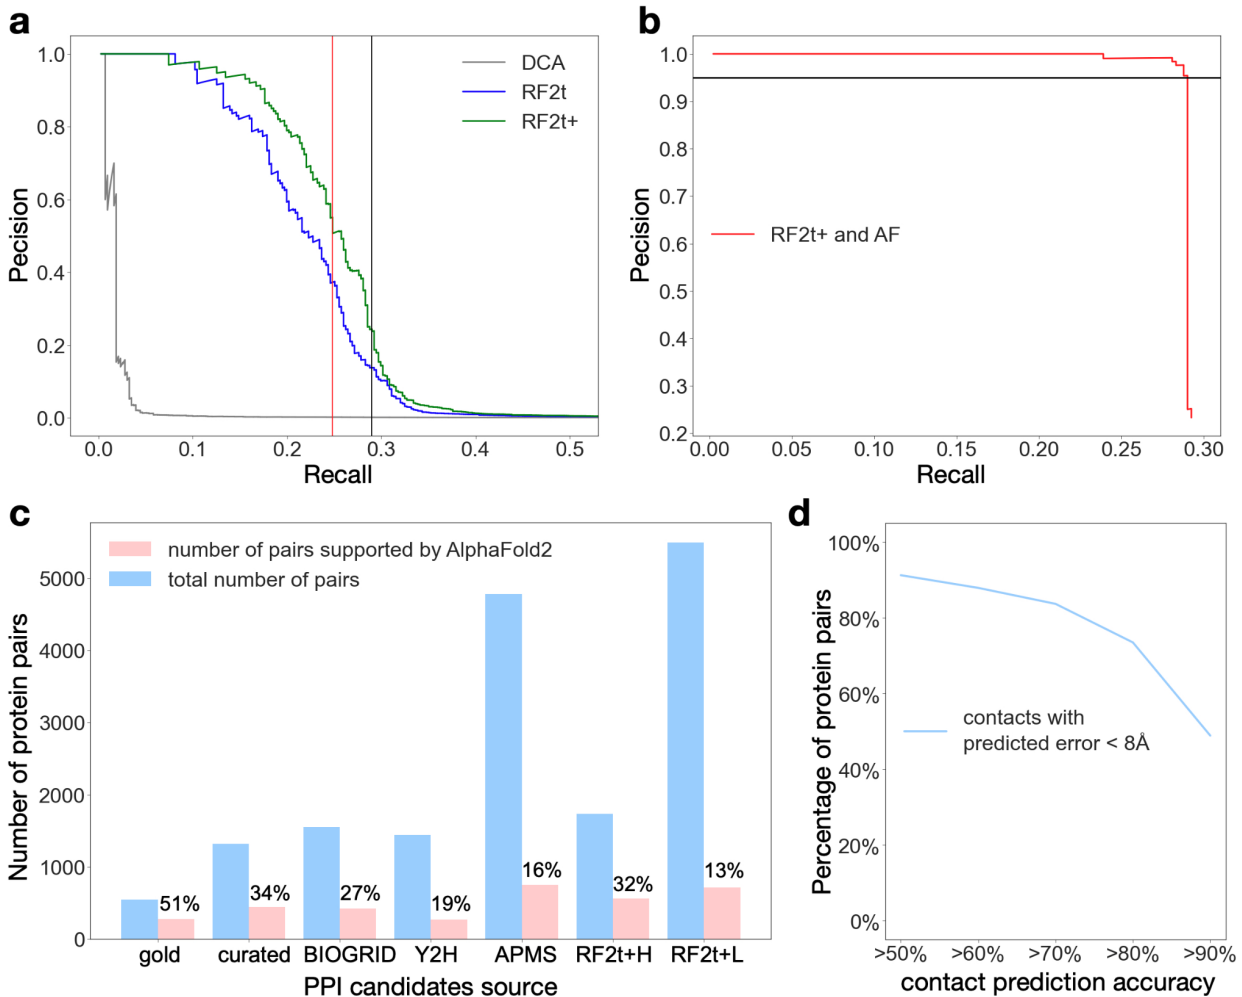 a
1.0
0.8
0.6
0.4
0.2
0.0
Pecision
0.0 0.1 0.2 0.3 0.4 0.5
Recall
DCA
RF2t
RF2t+
b
1.0
0.9
0.8
0.7
0.6
0.5
0.4
0.3
0.2
Pecision
0.00 0.05 0.10 0.15 0.20 0.25 0.30
Recall
RF2t+ and AF
c
number of pairs supported by AlphaFold2
total number of pairs
5000
4000
3000
2000
1000
0
Number of protein pairs
51% 34% 27% 19% 16% 32% 13%
gold curated BIOGRID Y2H APMS RF2t+H RF2t+L
PPI candidates source
d
100%
80%
60%
40%
20%
0%
Percentage of protein pairs
contacts with
predicted error < 8Å
>50% >60% >70% >80% >90%
contact prediction accuracy